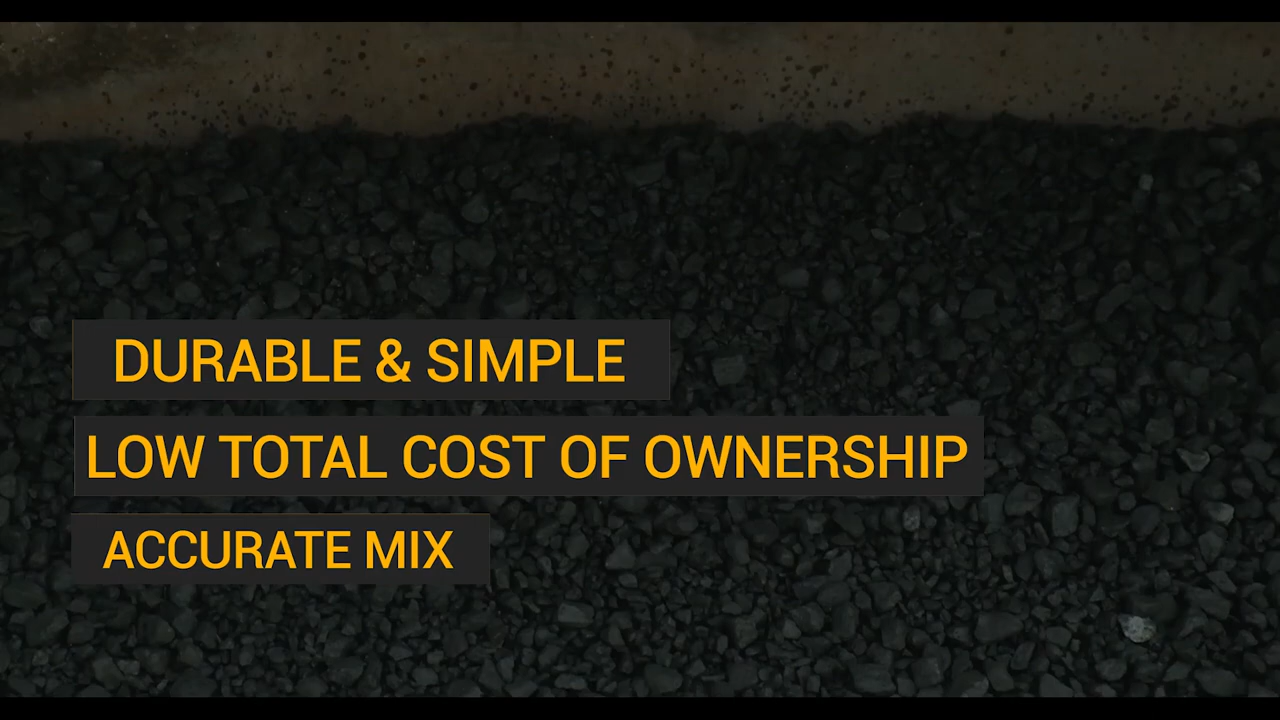 DURABLE & SIMPLE
LOW TOTAL COST OF OWNERSHIP
ACCURATE MIX